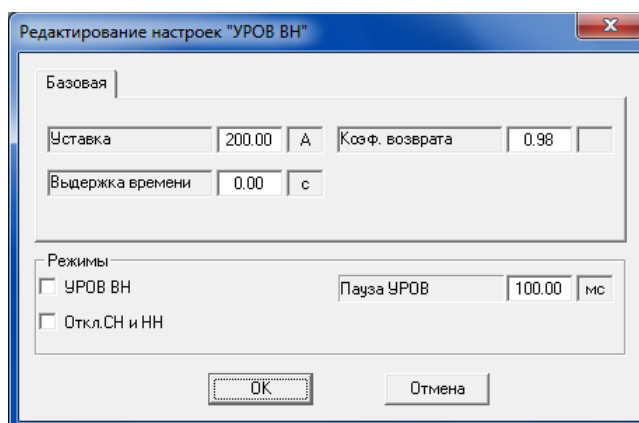 Редактирование настроек "УРОВ ВН"
Базовая
Уставка 200.00 А Коэф. возврата 0.98
Выдержка времени 0.00 с
Режимы
УРОВ ВН Пауза УРОВ 100.00 мс
Откл.СН и НН
OK Отмена